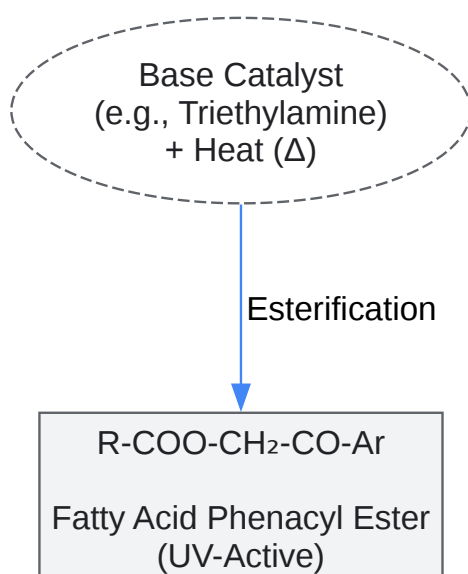 Base Catalyst
(e.g., Triethylamine)
+ Heat (Δ)
Esterification
R-COO-CH₂-CO-Ar
Fatty Acid Phenacyl Ester
(UV-Active)